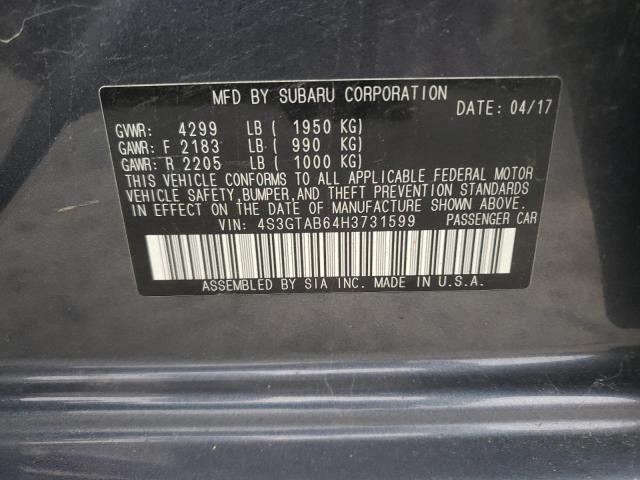 MFD BY SUBARU CORPORATION
DATE: 04/17
GVWR: 4299 LB ( 1950 KG)
GAWR: F 2183 LB ( 990 KG)
GAWR: R 2205 LB ( 1000 KG)
THIS VEHICLE CONFORMS TO ALL APPLICABLE FEDERAL MOTOR
VEHICLE SAFETY,BUMPER,AND THEFT PREVENTION STANDARDS
IN EFFECT ON THE DATE OF MANUFACTURE SHOWN ABOVE.
VIN: 4S3GTAB64H3731599 PASSENGER CAR
ASSEMBLED BY SIA INC. MADE IN U.S.A.